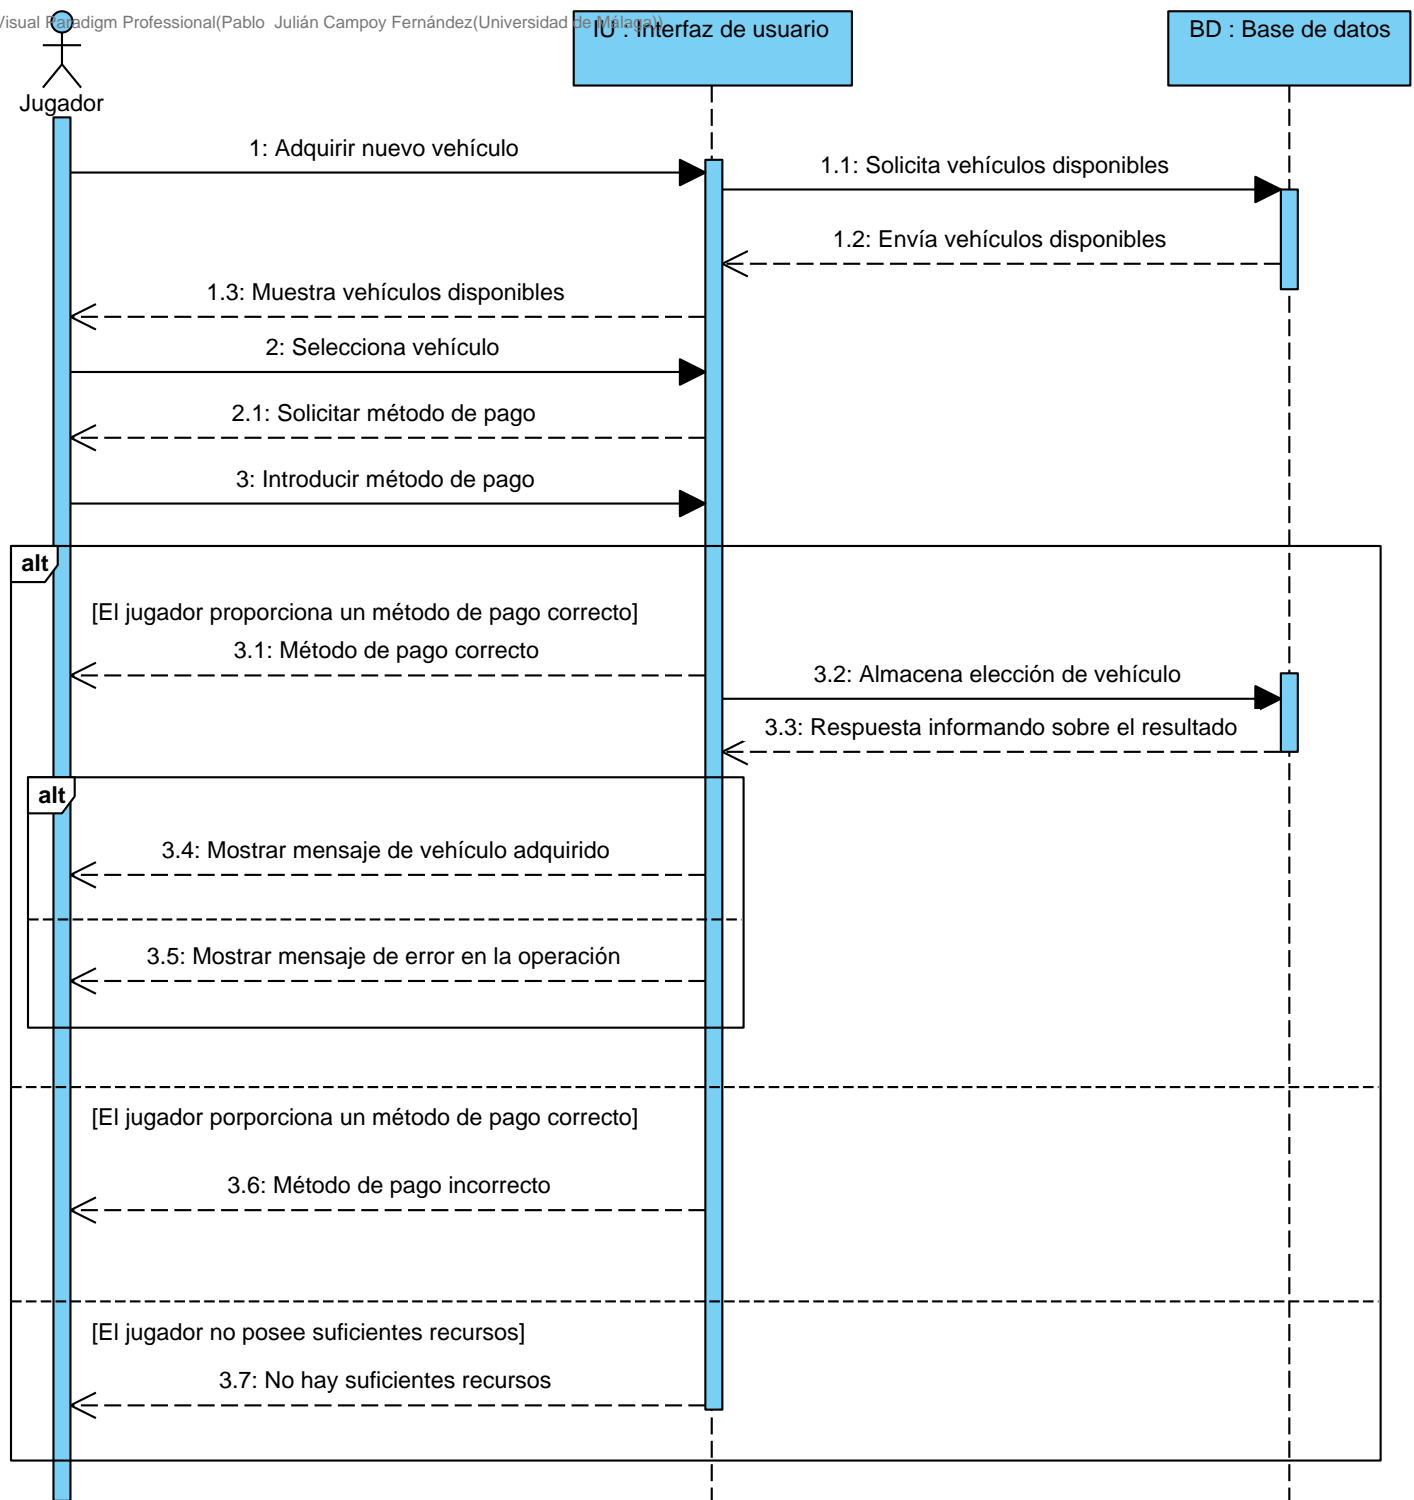 Visual Paradigm Professional(Pablo Julián Campoy Fernández(Universidad de Málaga))
IU : Interfaz de usuario
BD : Base de datos
Jugador
1: Adquirir nuevo vehículo
1.1: Solicita vehículos disponibles
1.2: Envía vehículos disponibles
1.3: Muestra vehículos disponibles
2: Selecciona vehículo
2.1: Solicitar método de pago
3: Introducir método de pago
alt
[El jugador proporciona un método de pago correcto]
3.1: Método de pago correcto
3.2: Almacena elección de vehículo
3.3: Respuesta informando sobre el resultado
alt
3.4: Mostrar mensaje de vehículo adquirido
3.5: Mostrar mensaje de error en la operación
[El jugador porporciona un método de pago correcto]
3.6: Método de pago incorrecto
[El jugador no posee suficientes recursos]
3.7: No hay suficientes recursos